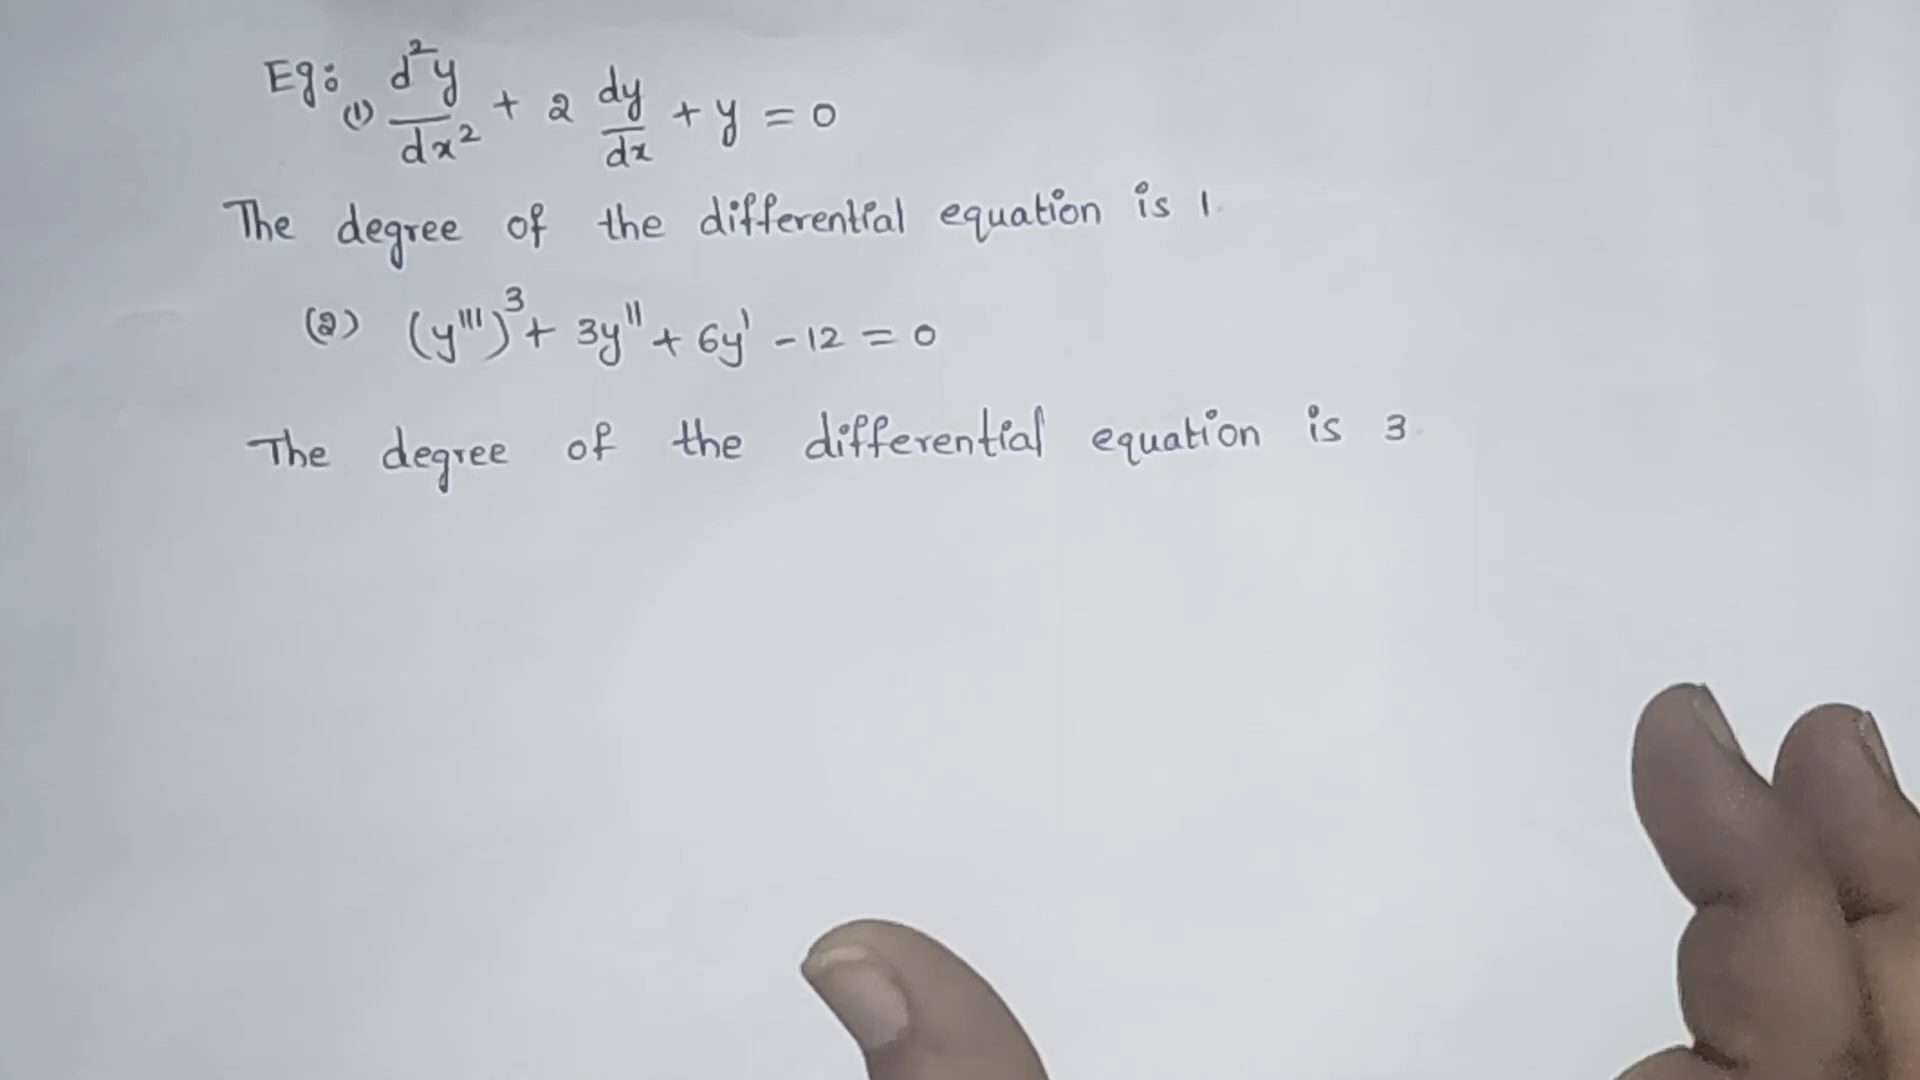 Eg: (1) d²y/dx² + 2 dy/dx + y = 0
The degree of the differential equation is 1.
(2) (y''')³ + 3y'' + 6y' - 12 = 0
The degree of the differential equation is 3